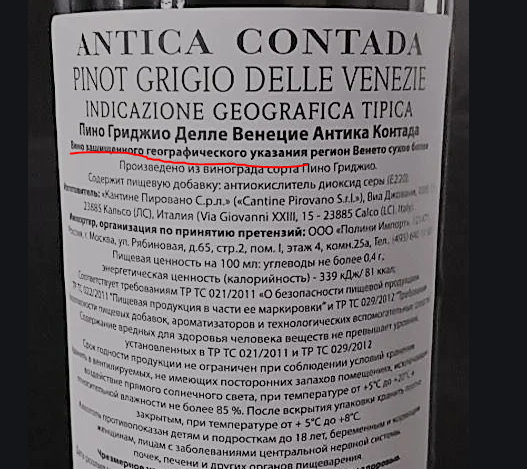 ANTICA CONTADA
PINOT GRIGIO DELLE VENEZIE
INDICAZIONE GEOGRAFICA TIPICA
Пино Гриджио Делле Венецие Антика Контада
Вино защищенного географического указания регион Венето сухое белое
Произведено из винограда сорта Пино Гриджио.
Содержит пищевую добавку: антиокислитель диоксид серы (E220).
Изготовитель: «Кантине Пировано С.р.л.» («Cantine Pirovano S.r.l.»), Виа Джованни,
23885 Кальсо (ЛС), Италия (Via Giovanni XXIII, 15 - 23885 Calco (LC), Italy).
Импортер, организация по принятию претензий: ООО «Полини Импорт»,
Россия, г. Москва, ул. Рябиновая, д.65, стр.2, пом. I, этаж 4, комн.25а, Тел.
Пищевая ценность на 100 мл: углеводы не более 0,4 г,
энергетическая ценность (калорийность) - 339 кДж/ 81 ккал;
Соответствует требованиям ТР ТС 021/2011 «О безопасности пищевой продукции»,
ТР ТС 022/2011 "Пищевая продукция в части ее маркировки" и ТР ТС 029/2012 "Требования
безопасности пищевых добавок, ароматизаторов и технологических вспомогательных
Содержание вредных для здоровья человека веществ не превышает уровня,
установленных в ТР ТС 021/2011 и ТР ТС 029/2012
Срок годности продукции не ограничен при соблюдении условий хранения.
Хранить в вентилируемых, не имеющих посторонних запахов помещениях, исключающих
воздействие прямого солнечного света, при температуре от +5°С до +20°С и
относительной влажности не более 85 %. После вскрытия упаковки хранить плотно
закрытым, при температуре от + 5°С до +8°С.
Алкоголь противопоказан детям и подросткам до 18 лет, беременным и кормящим
женщинам, лицам с заболеваниями центральной нервной системы,
почек, печени и других органов пищеварения.
Чрезмерное